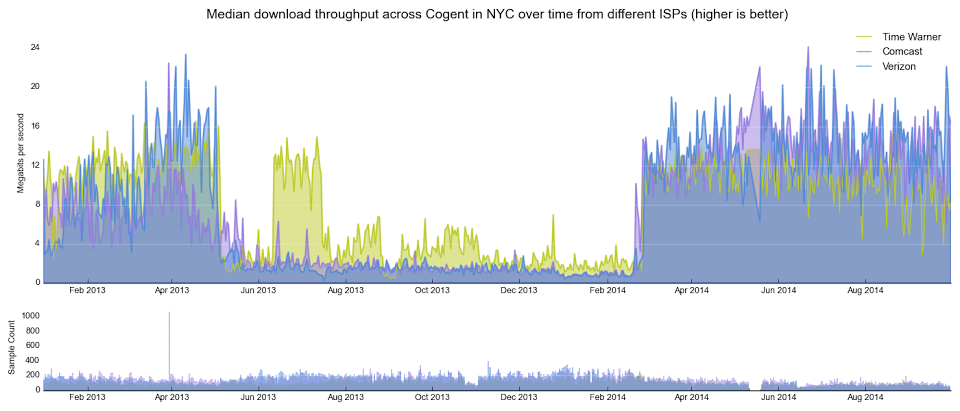 Median download throughput across Cogent in NYC over time from different ISPs (higher is better)
Time Warner
Comcast
Verizon
Megabits per second
24
20
16
12
8
4
0
Feb 2013 Apr 2013 Jun 2013 Aug 2013 Oct 2013 Dec 2013 Feb 2014 Apr 2014 Jun 2014 Aug 2014
Sample Count
1000
800
600
400
200
0
Feb 2013 Apr 2013 Jun 2013 Aug 2013 Oct 2013 Dec 2013 Feb 2014 Apr 2014 Jun 2014 Aug 2014